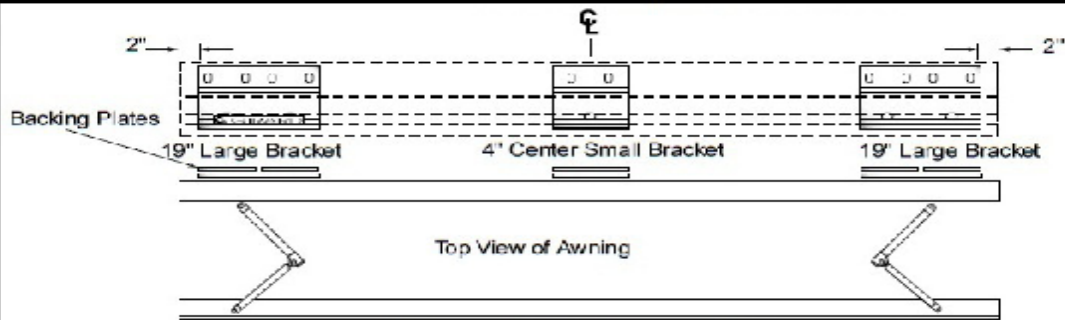 ℄
2" 2"
Backing Plates
19" Large Bracket 4" Center Small Bracket 19" Large Bracket
Top View of Awning